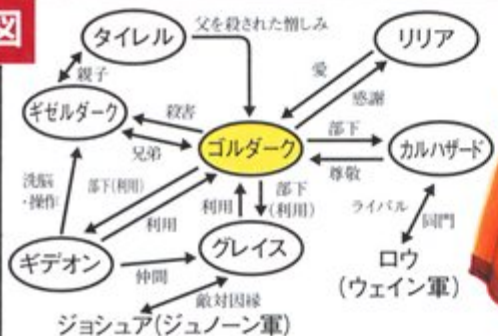 図
タイレル
父を殺された憎しみ
リリア
親子
愛
感謝
ギゼルダーク
殺害
兄弟
ゴルダーク
部下
尊敬
カルハザード
洗脳
・操作
部下(利用)
利用
利用
部下
(利用)
ライバル
同門
ギデオン
仲間
グレイス
ロウ
(ウェイン軍)
敵対因縁
ジョシュア(ジュノーン軍)